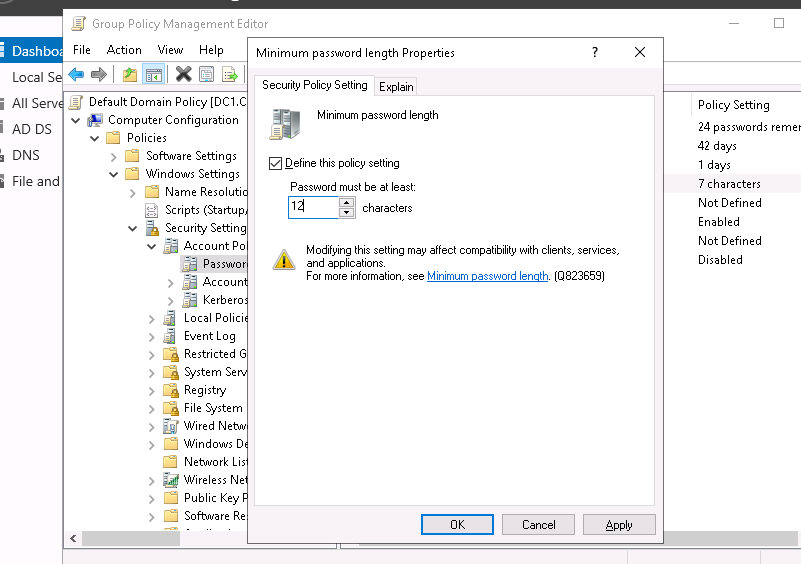 Group Policy Management Editor
File Action View Help
Dashboa
Local Se
All Serve
AD DS
DNS
File and
Default Domain Policy [DC1.C
Computer Configuration
Policies
Software Settings
Windows Settings
Name Resolutio
Scripts (Startup/
Security Setting
Account Pol
Passwor
Account
Kerberos
Local Policie
Event Log
Restricted G
System Serv
Registry
File System
Wired Netw
Windows De
Network List
Wireless Net
Public Key P
Software Res
Minimum password length Properties
?
Security Policy Setting Explain
Minimum password length
Define this policy setting
Password must be at least:
12 characters
Modifying this setting may affect compatibility with clients, services,
and applications.
For more information, see Minimum password length. (Q823659)
OK Cancel Apply
Policy Setting
24 passwords remer
42 days
1 days
7 characters
Not Defined
Enabled
Not Defined
Disabled